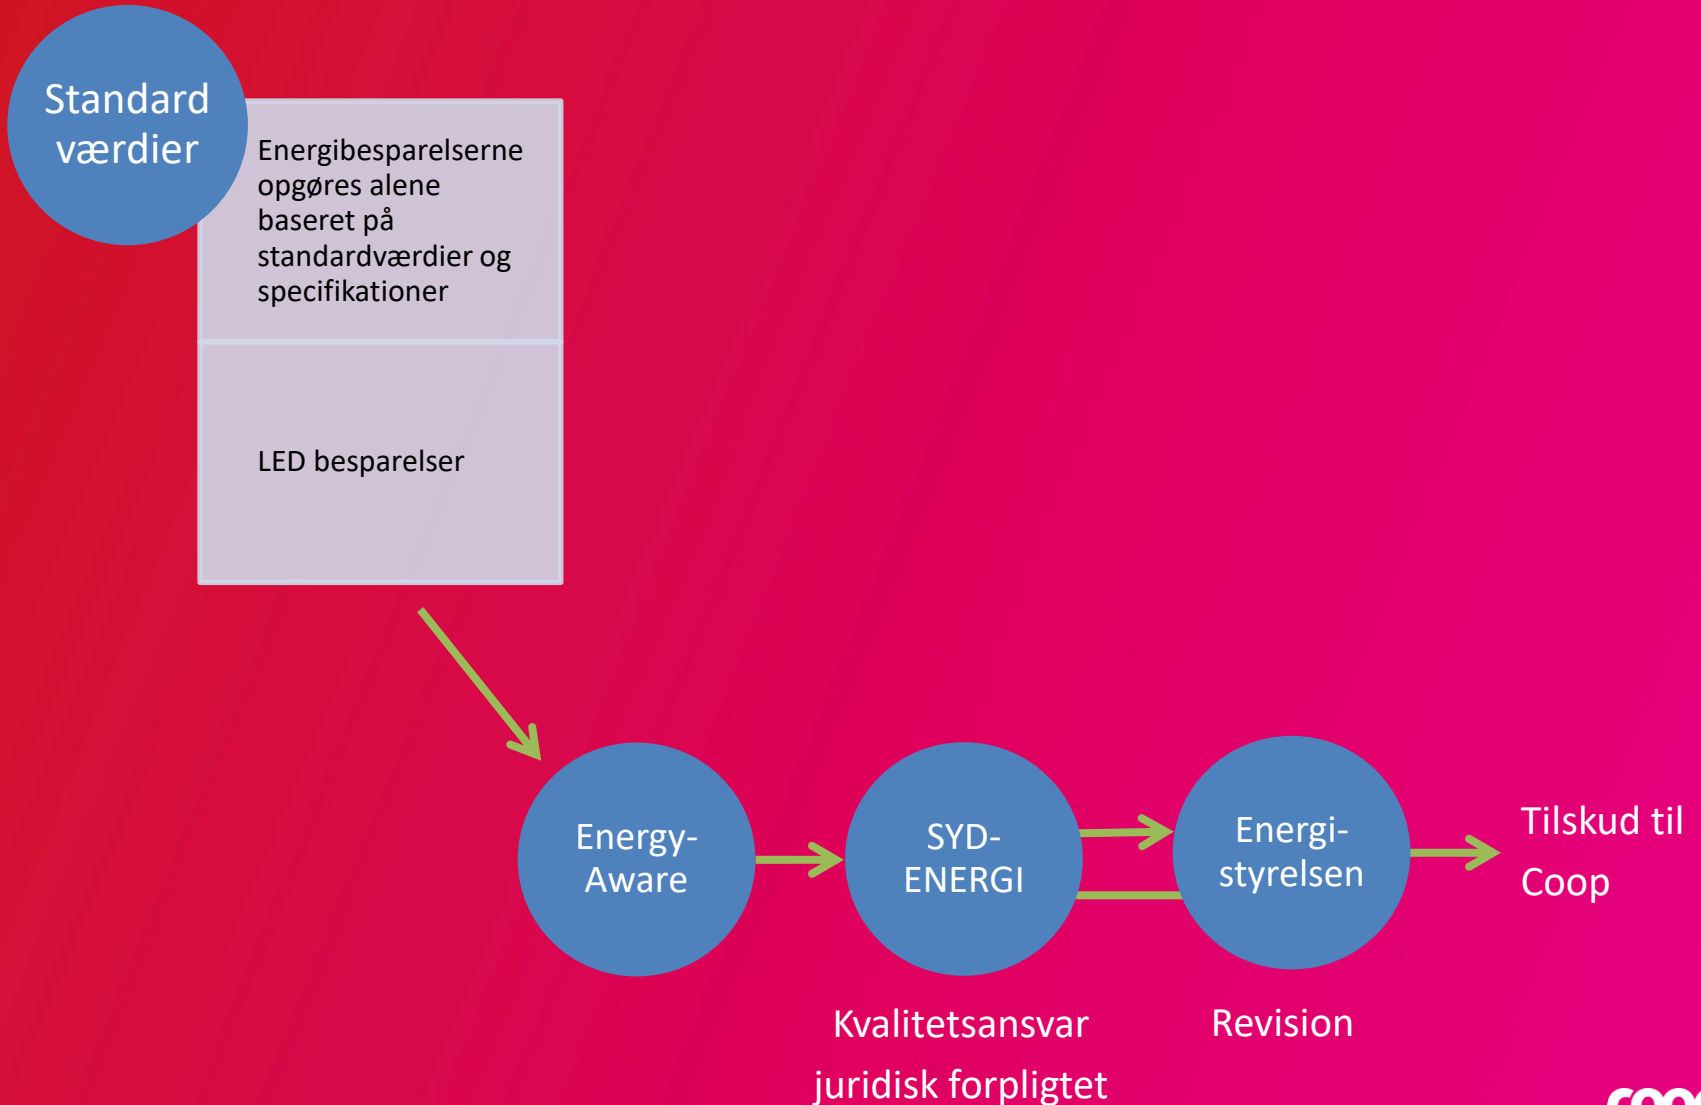 Standard
værdier
Energibesparelserne
opgøres alene
baseret på
standardværdier og
specifikationer
LED besparelser
Energy-
Aware
SYD-
ENERGI
Energi-
styrelsen
Tilskud til
Coop
Kvalitetsansvar
juridisk forpligtet
Revision